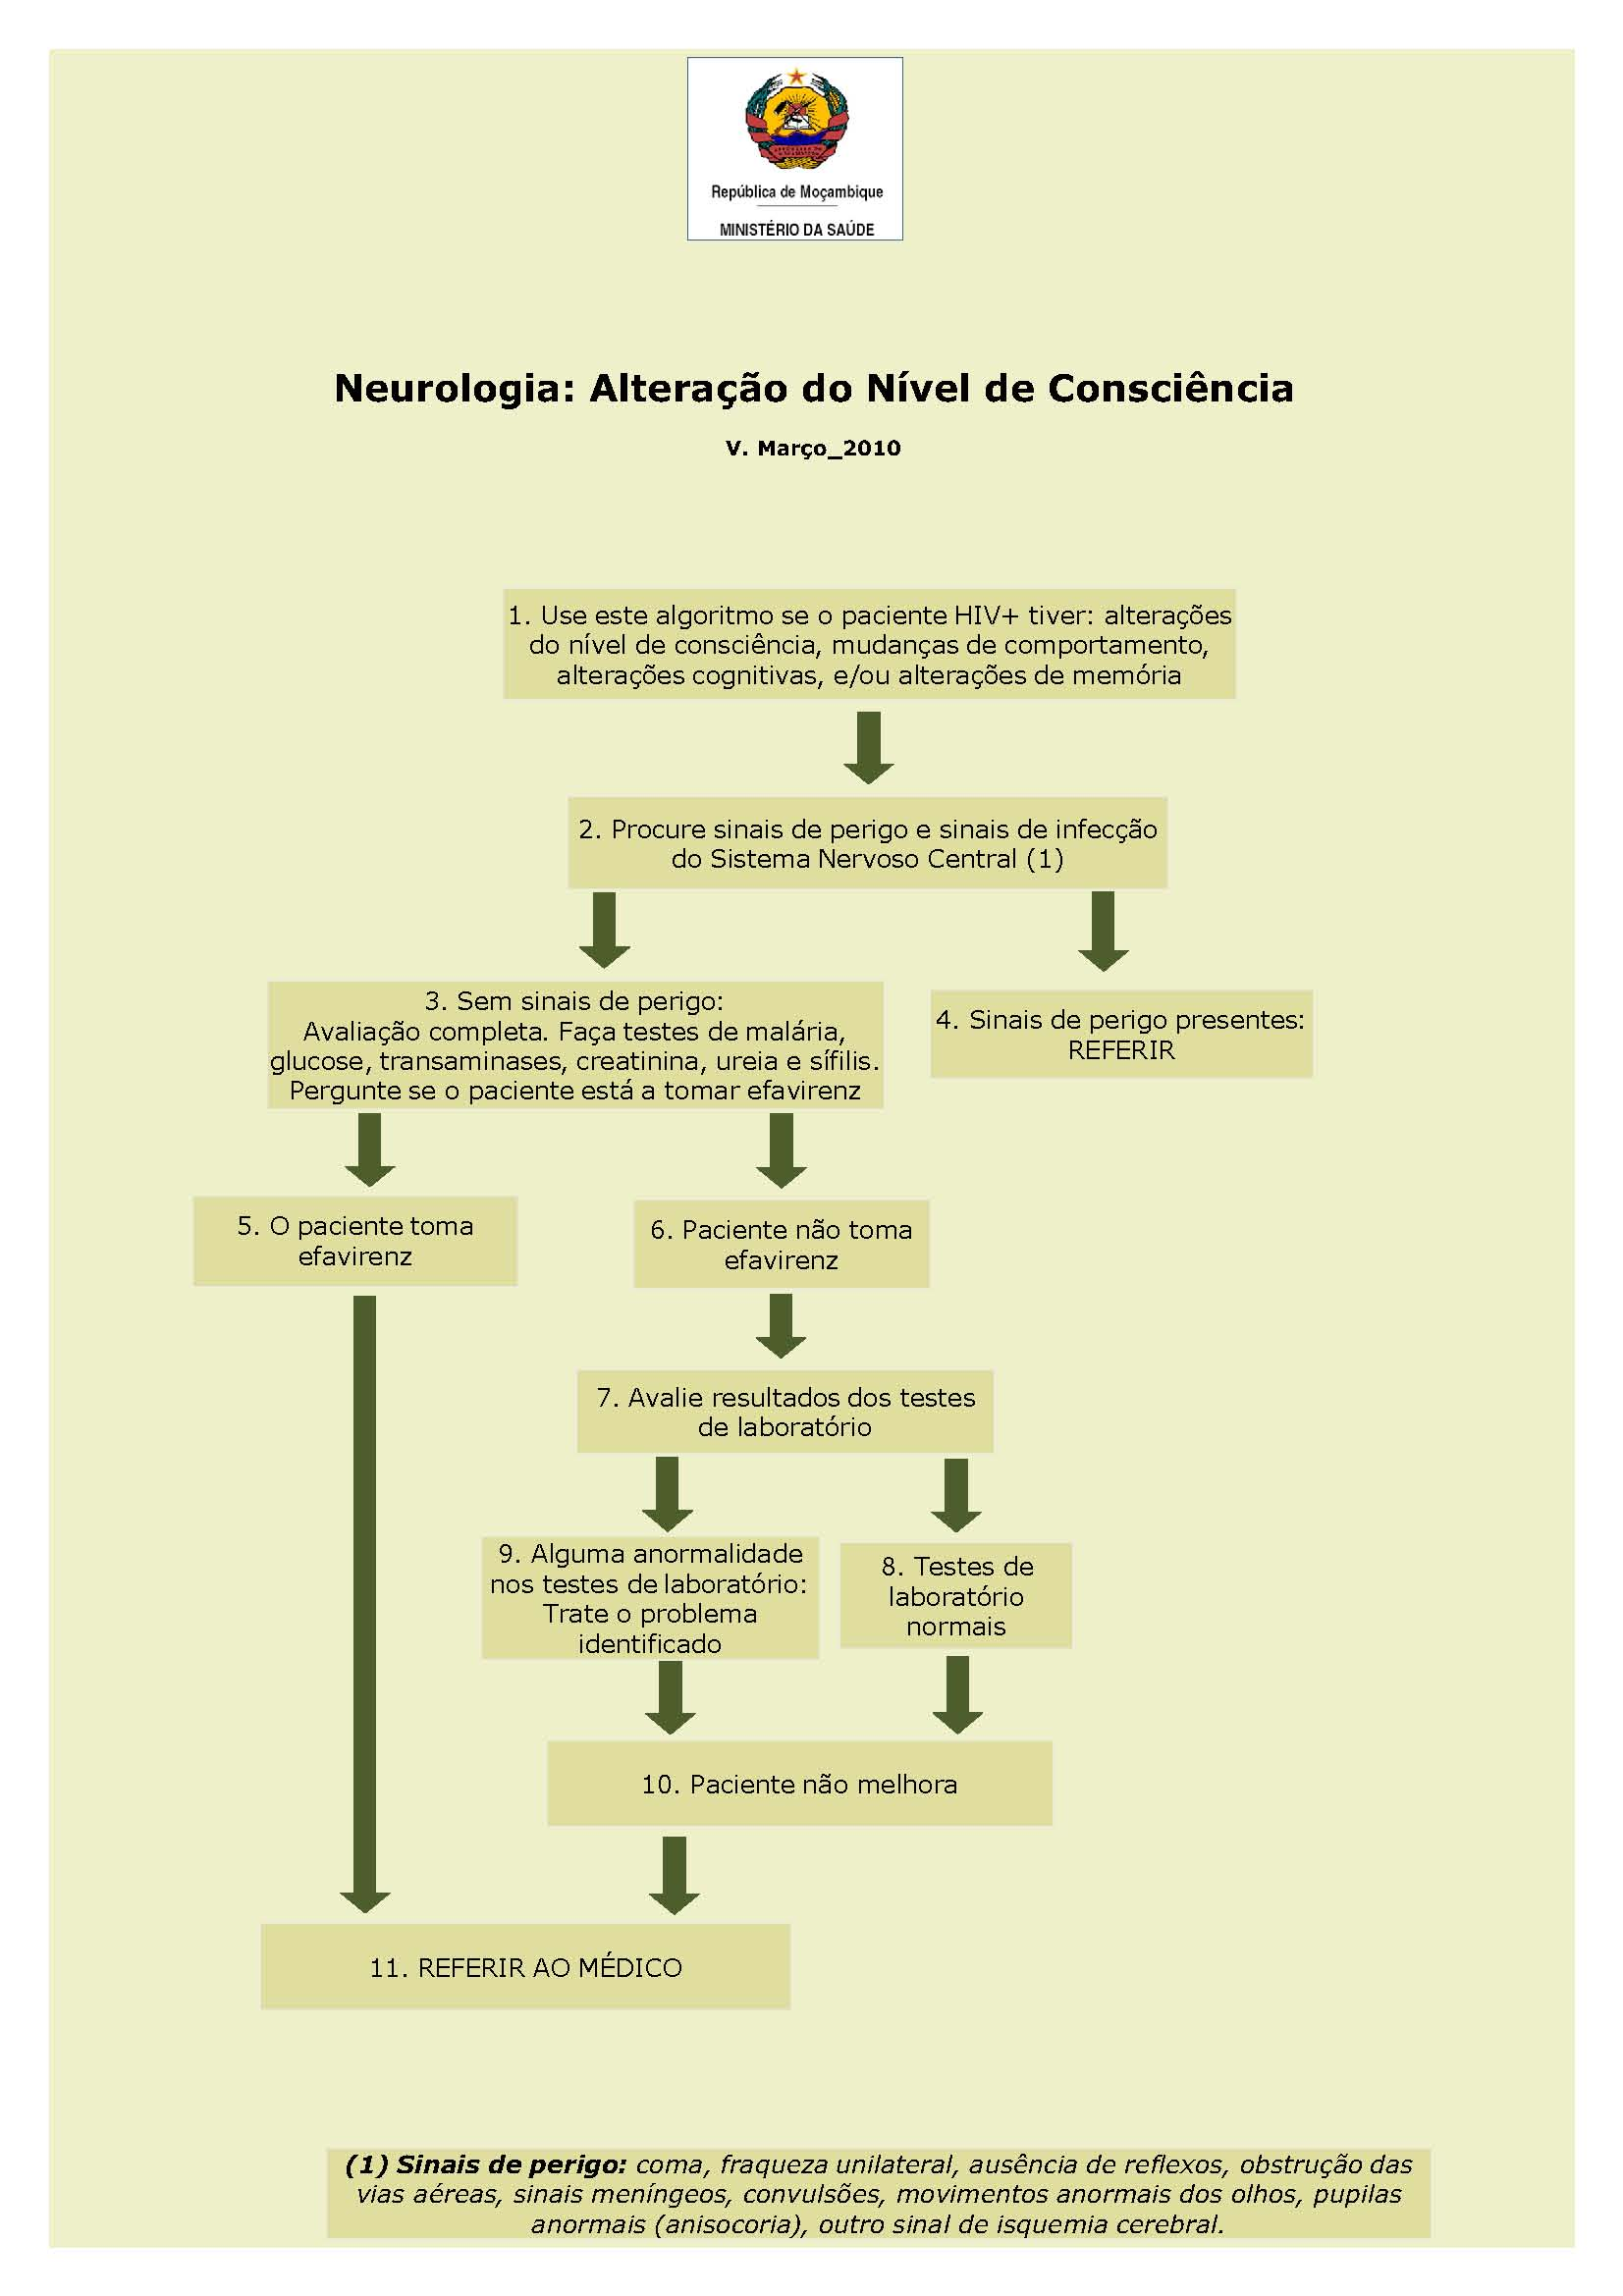 República de Moçambique
MINISTÉRIO DA SAÚDE
Neurologia: Alteração do Nível de Consciência
V. Março_2010
1. Use este algoritmo se o paciente HIV+ tiver: alterações
do nível de consciência, mudanças de comportamento,
alterações cognitivas, e/ou alterações de memória
2. Procure sinais de perigo e sinais de infecção
do Sistema Nervoso Central (1)
3. Sem sinais de perigo:
Avaliação completa. Faça testes de malária,
glucose, transaminases, creatinina, ureia e sífilis.
Pergunte se o paciente está a tomar efavirenz
4. Sinais de perigo presentes:
REFERIR
5. O paciente toma
efavirenz
6. Paciente não toma
efavirenz
7. Avalie resultados dos testes
de laboratório
9. Alguma anormalidade
nos testes de laboratório:
Trate o problema
identificado
8. Testes de
laboratório
normais
10. Paciente não melhora
11. REFERIR AO MÉDICO
(1) Sinais de perigo: coma, fraqueza unilateral, ausência de reflexos, obstrução das
vias aéreas, sinais meníngeos, convulsões, movimentos anormais dos olhos, pupilas
anormais (anisocoria), outro sinal de isquemia cerebral.